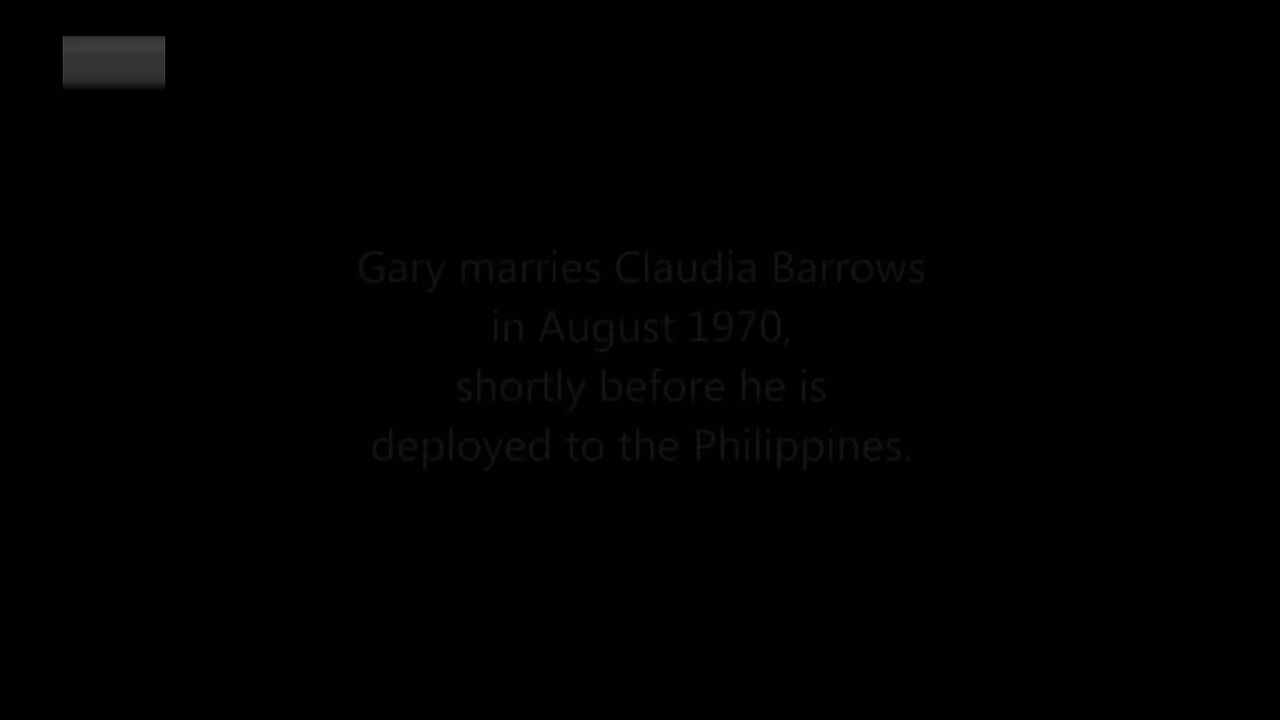 Gary marries Claudia Barrows
in August 1970,
shortly before he is
deployed to the Philippines.